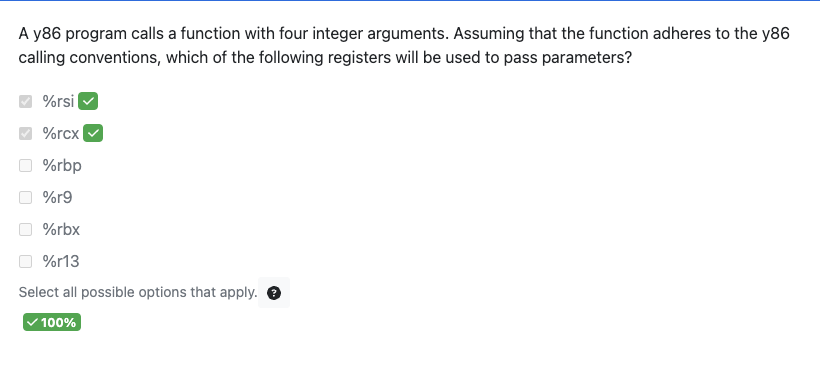 A y86 program calls a function with four integer arguments. Assuming that the function adheres to the y86
calling conventions, which of the following registers will be used to pass parameters?
%rsi
%rcx
%rbp
%r9
%rbx
%r13
Select all possible options that apply. ?
100%